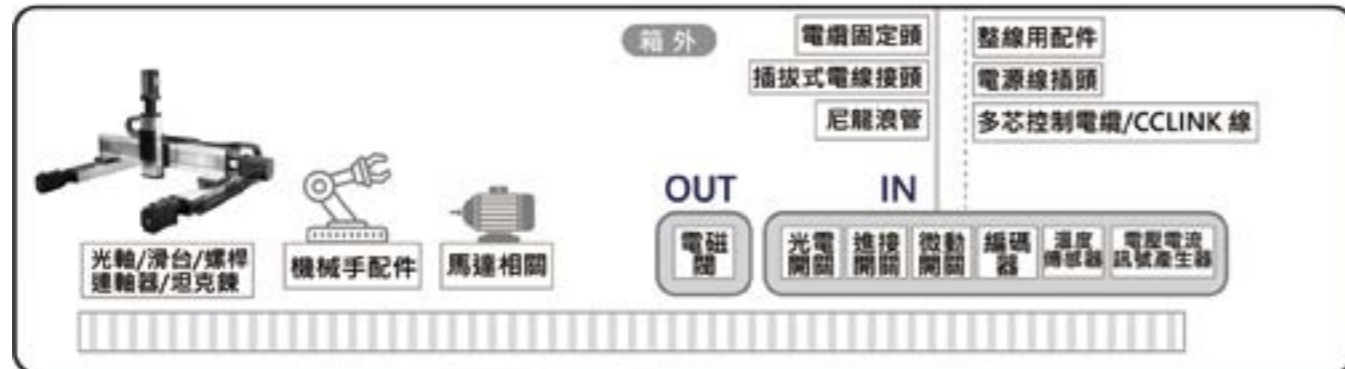 箱外
電纜固定頭
整線用配件
插拔式電線接頭
電源線插頭
尼龍浪管
多芯控制電纜/CCLINK 線
OUT
IN
電磁
閥
光電
開關
進接
開關
微動
開關
編碼
器
溫度
傳感器
電壓電流
訊號產生器
光軸/滑台/螺桿
連軸器/坦克鍊
機械手配件
馬達相關